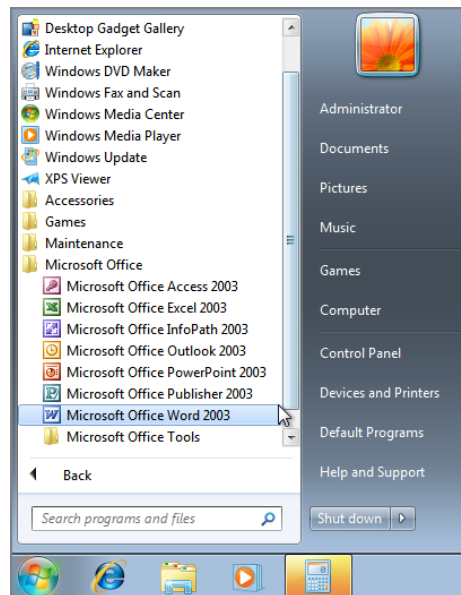 Desktop Gadget Gallery
Internet Explorer
Windows DVD Maker
Windows Fax and Scan
Windows Media Center
Windows Media Player
Windows Update
XPS Viewer
Accessories
Games
Maintenance
Microsoft Office
Microsoft Office Access 2003
Microsoft Office Excel 2003
Microsoft Office InfoPath 2003
Microsoft Office Outlook 2003
Microsoft Office PowerPoint 2003
Microsoft Office Publisher 2003
Microsoft Office Word 2003
Microsoft Office Tools
Back
Search programs and files
Administrator
Documents
Pictures
Music
Games
Computer
Control Panel
Devices and Printers
Default Programs
Help and Support
Shut down